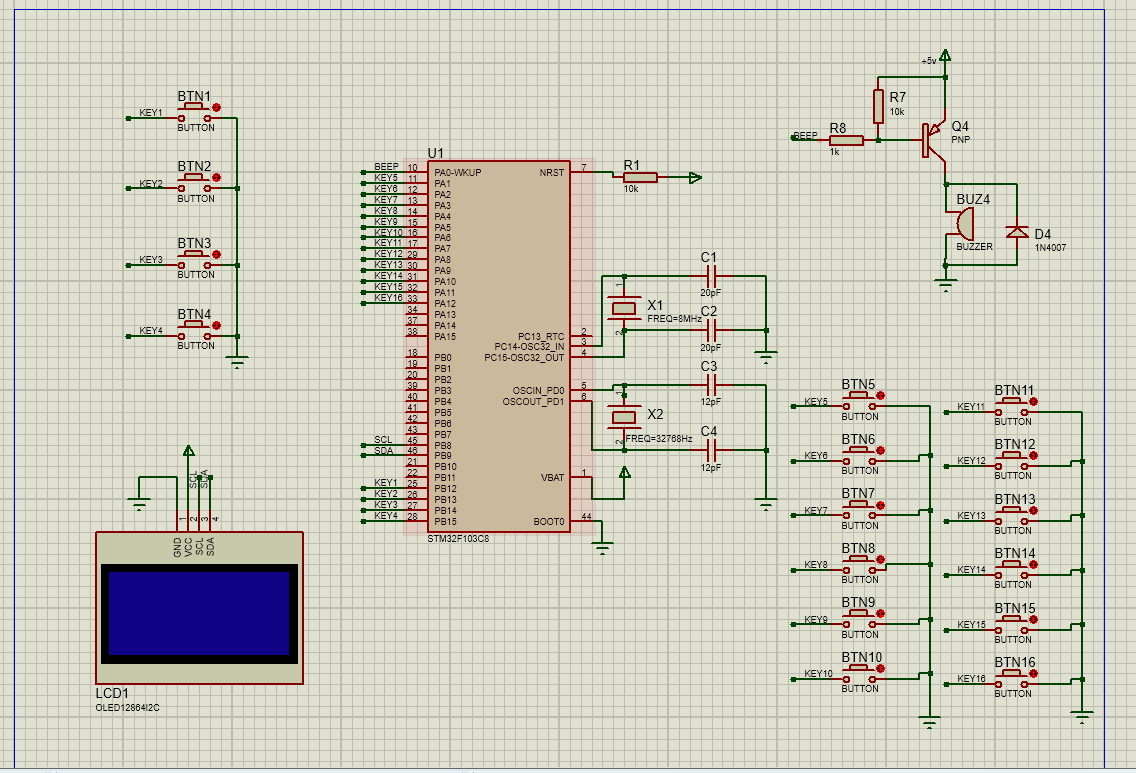 BTN1
KEY1
BUTTON
BTN2
KEY2
BUTTON
BTN3
KEY3
BUTTON
BTN4
KEY4
BUTTON
U1
BEEP 10 PA0-WKUP
KEY5 11 PA1
KEY6 12 PA2
KEY7 13 PA3
KEY8 14 PA4
KEY9 15 PA5
KEY10 16 PA6
KEY11 17 PA7
KEY12 29 PA8
KEY13 30 PA9
KEY14 31 PA10
KEY15 32 PA11
KEY16 33 PA12
34 PA13
37 PA14
38 PA15
18 PB0
19 PB1
20 PB2
39 PB3
40 PB4
41 PB5
42 PB6
43 PB7
SCL 45 PB8
SDA 46 PB9
21 PB10
22 PB11
KEY1 25 PB12
KEY2 26 PB13
KEY3 27 PB14
KEY4 28 PB15
NRST 7
PC13_RTC 2
PC14-OSC32_IN 3
PC15-OSC32_OUT 4
OSCIN_PD0 5
OSCOUT_PD1 6
VBAT 1
BOOT0 44
STM32F103C8
R1
10k
C1
20pF
X1
FREQ=8MHz
1
2
C2
20pF
C3
12pF
X2
FREQ=32768Hz
1
2
C4
12pF
+5v
R7
10k
BEEP
R8
1k
Q4
PNP
BUZ4
BUZZER
D4
1N4007
BTN5
KEY5
BUTTON
BTN6
KEY6
BUTTON
BTN7
KEY7
BUTTON
BTN8
KEY8
BUTTON
BTN9
KEY9
BUTTON
BTN10
KEY10
BUTTON
BTN11
KEY11
BUTTON
BTN12
KEY12
BUTTON
BTN13
KEY13
BUTTON
BTN14
KEY14
BUTTON
BTN15
KEY15
BUTTON
BTN16
KEY16
BUTTON
SCL
SDA
1
2
3
4
GND
VCC
SCL
SDA
LCD1
OLED12864I2C